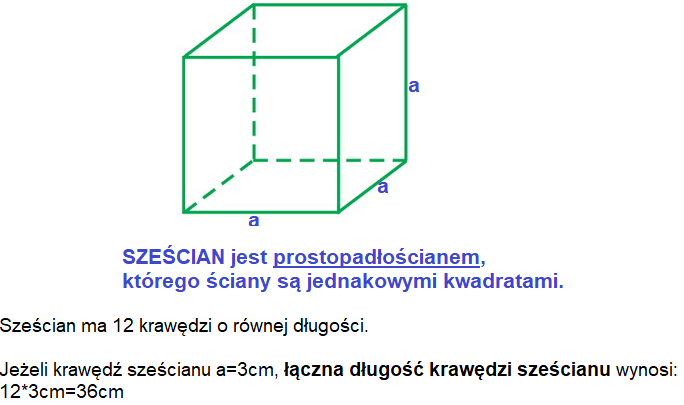 a
a
a
SZEŚCIAN jest prostopadłościanem,
którego ściany są jednakowymi kwadratami.
Sześcian ma 12 krawędzi o równej długości.
Jeżeli krawędź sześcianu a=3cm, łączna długość krawędzi sześcianu wynosi:
12*3cm=36cm